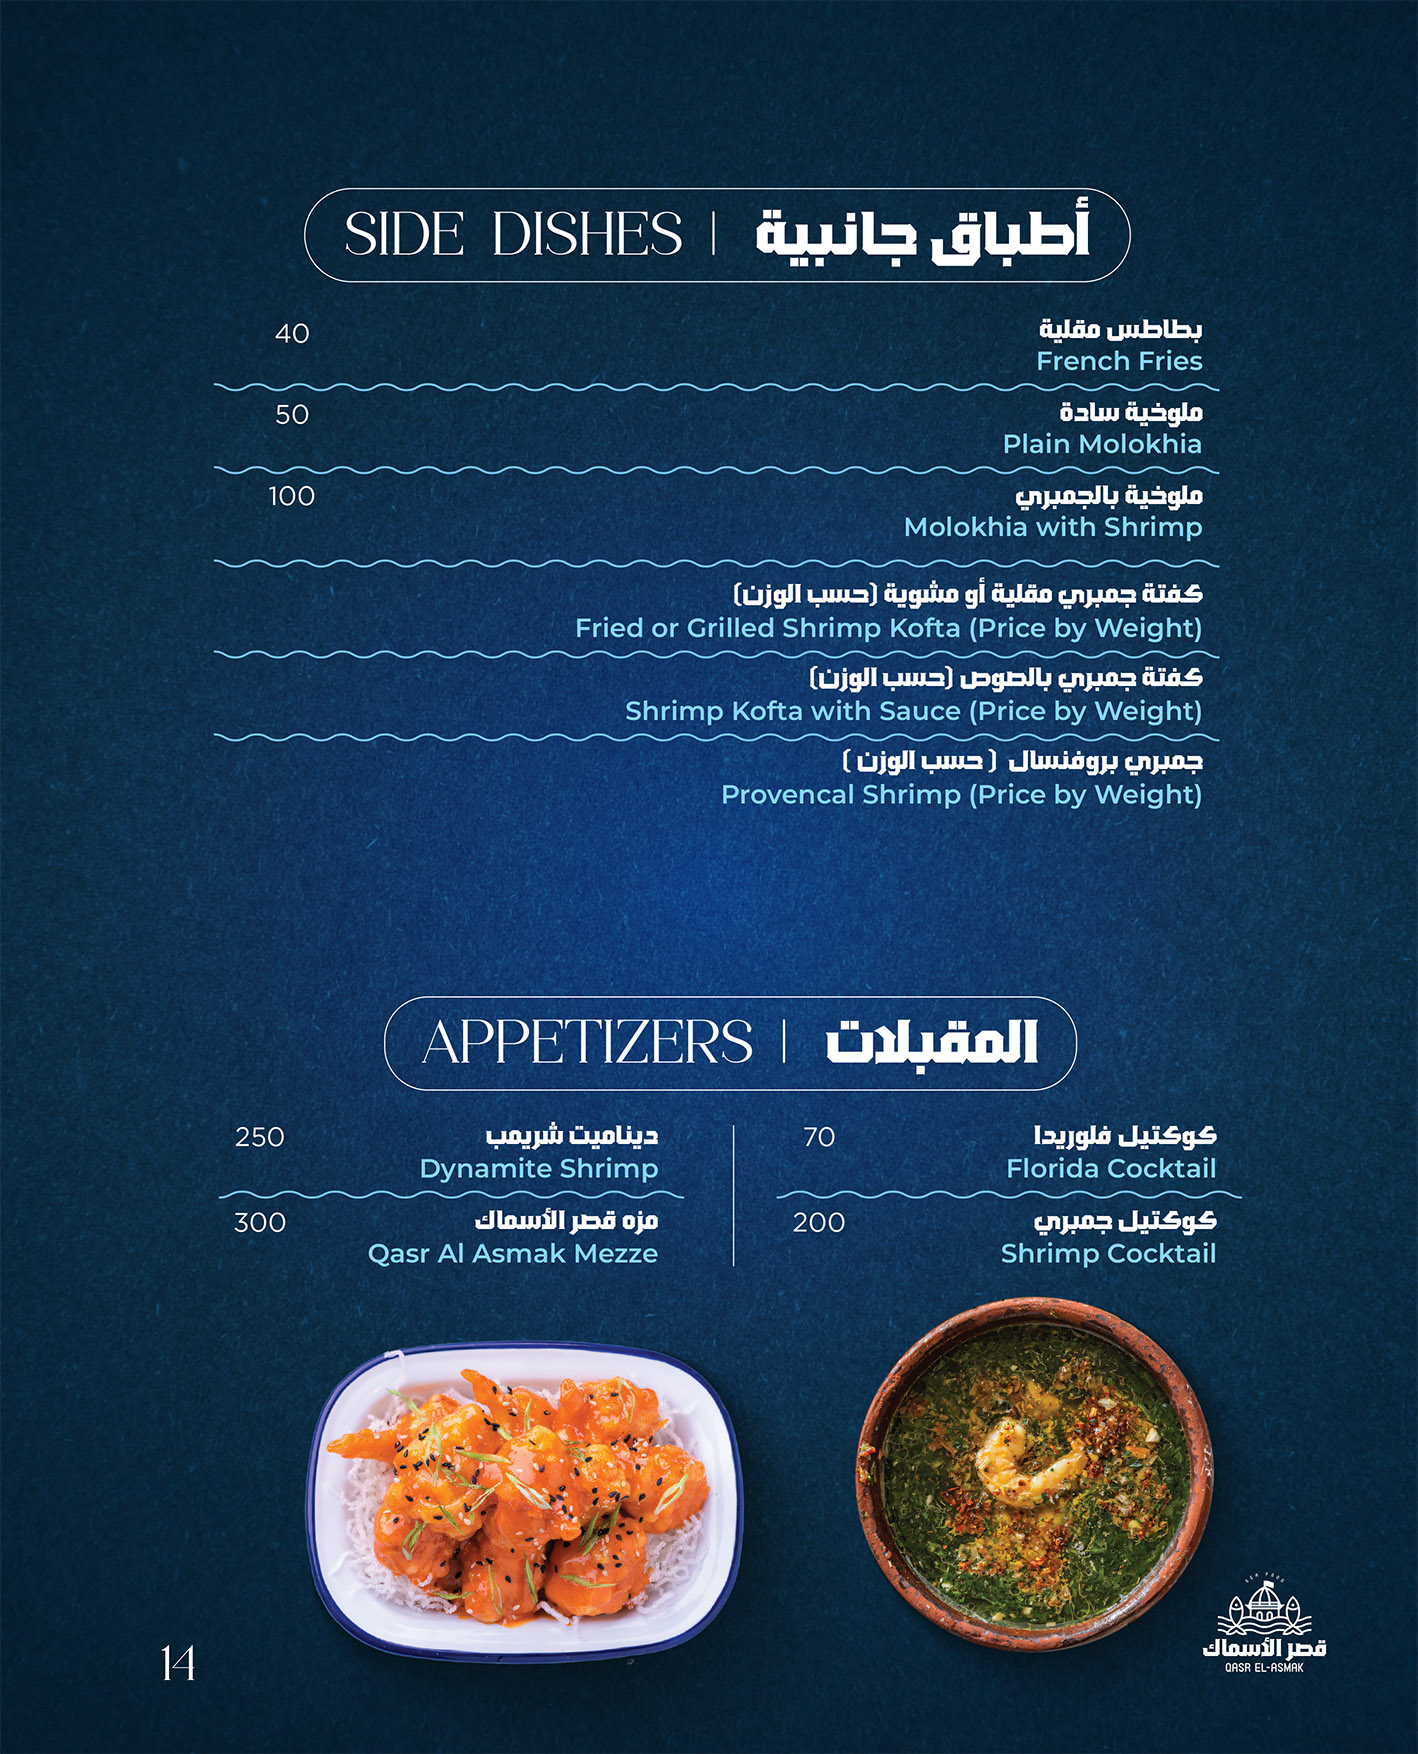 SIDE DISHES | أطباق جانبية
بطاطس مقلية 40
French Fries
ملوخية سادة 50
Plain Molokhia
ملوخية بالجمبري 100
Molokhia with Shrimp
كفتة جمبري مقلية أو مشوية (حسب الوزن)
Fried or Grilled Shrimp Kofta (Price by Weight)
كفتة جمبري بالصوص (حسب الوزن)
Shrimp Kofta with Sauce (Price by Weight)
جمبري بروفنسال ( حسب الوزن )
Provencal Shrimp (Price by Weight)
APPETIZERS | المقبلات
كوكتيل فلوريدا 70
Florida Cocktail
كوكتيل جمبري 200
Shrimp Cocktail
ديناميت شريمب 250
Dynamite Shrimp
مزه قصر الأسماك 300
Qasr Al Asmak Mezze
SEA FOOD
قصر الأسماك
QASR EL-ASMAK
14